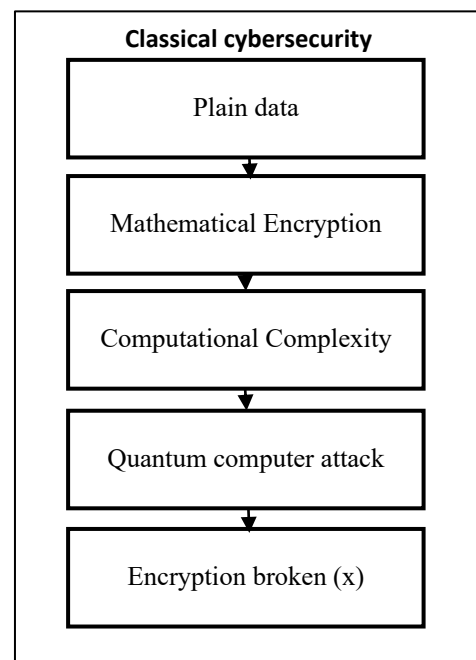 Classical cybersecurity
Plain data
Mathematical Encryption
Computational Complexity
Quantum computer attack
Encryption broken (x)